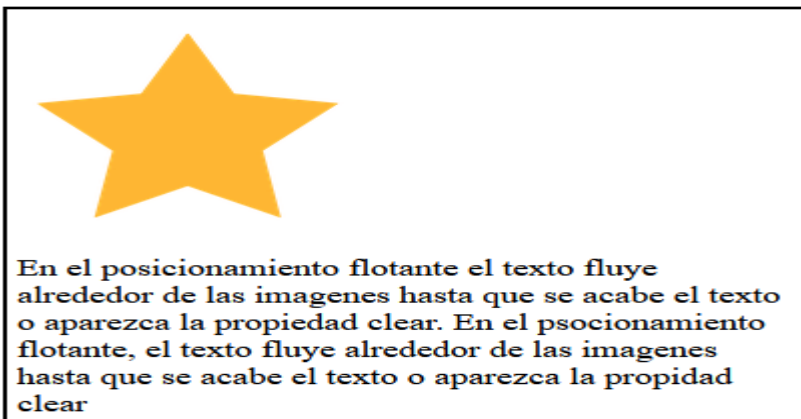 En el posicionamiento flotante el texto fluye
alrededor de las imagenes hasta que se acabe el texto
o aparezca la propiedad clear. En el psocionamiento
flotante, el texto fluye alrededor de las imagenes
hasta que se acabe el texto o aparezca la propidad
clear